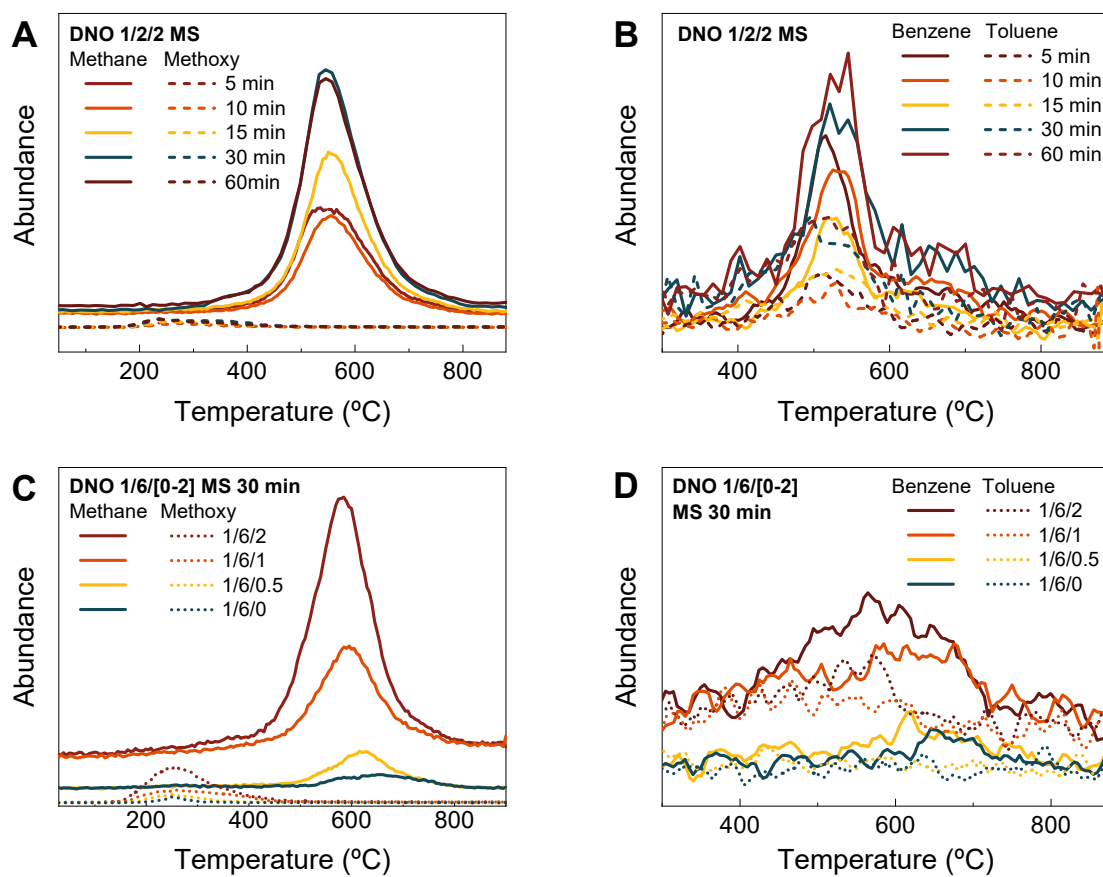 A
DNO 1/2/2 MS
Methane Methoxy
5 min
10 min
15 min
30 min
60min
Abundance
200 400 600 800
Temperature (ºC)
B
DNO 1/2/2 MS
Benzene Toluene
5 min
10 min
15 min
30 min
60 min
Abundance
400 600 800
Temperature (ºC)
C
DNO 1/6/[0-2] MS 30 min
Methane Methoxy
1/6/2
1/6/1
1/6/0.5
1/6/0
Abundance
200 400 600 800
Temperature (ºC)
D
DNO 1/6/[0-2]
MS 30 min
Benzene Toluene
1/6/2
1/6/1
1/6/0.5
1/6/0
Abundance
400 600 800
Temperature (ºC)